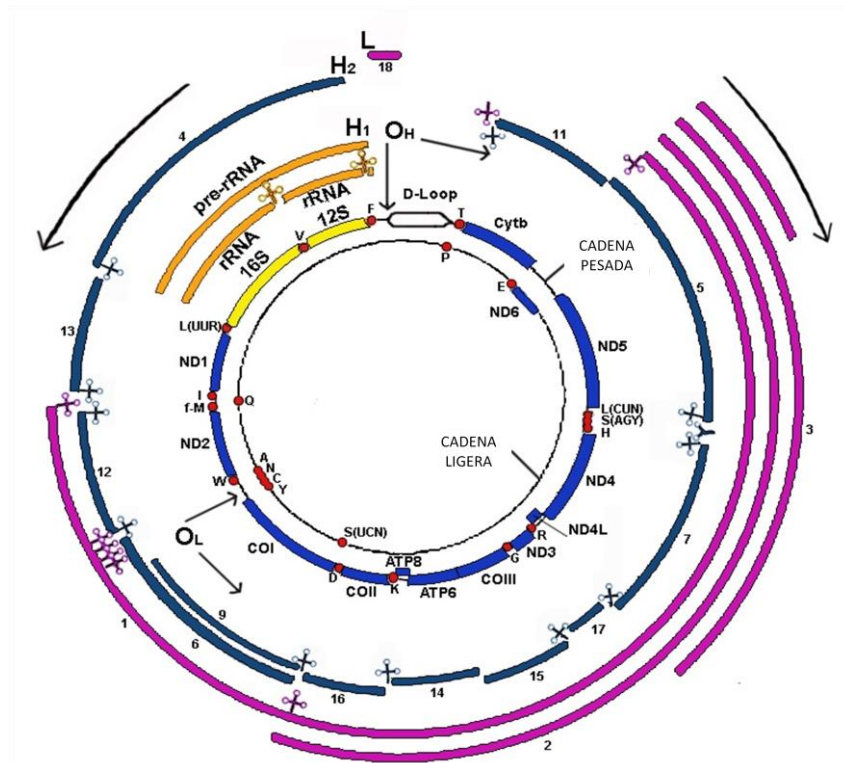 L
18
H2
4
H1
OH
11
pre-rRNA
rRNA
12S
rRNA
16S
D-Loop
F
T
Cytb
V
P
CADENA
PESADA
E
ND6
5
L(UUR)
13
ND1
ND5
I
f-M
Q
L(CUN)
S(AGY)
H
3
ND2
CADENA
LIGERA
12
A
N
C
Y
W
ND4
OL
S(UCN)
R
ND4L
7
COI
ATP8
ND3
G
D
COII
K
ATP6
COIII
9
6
1
17
16
14
15
2